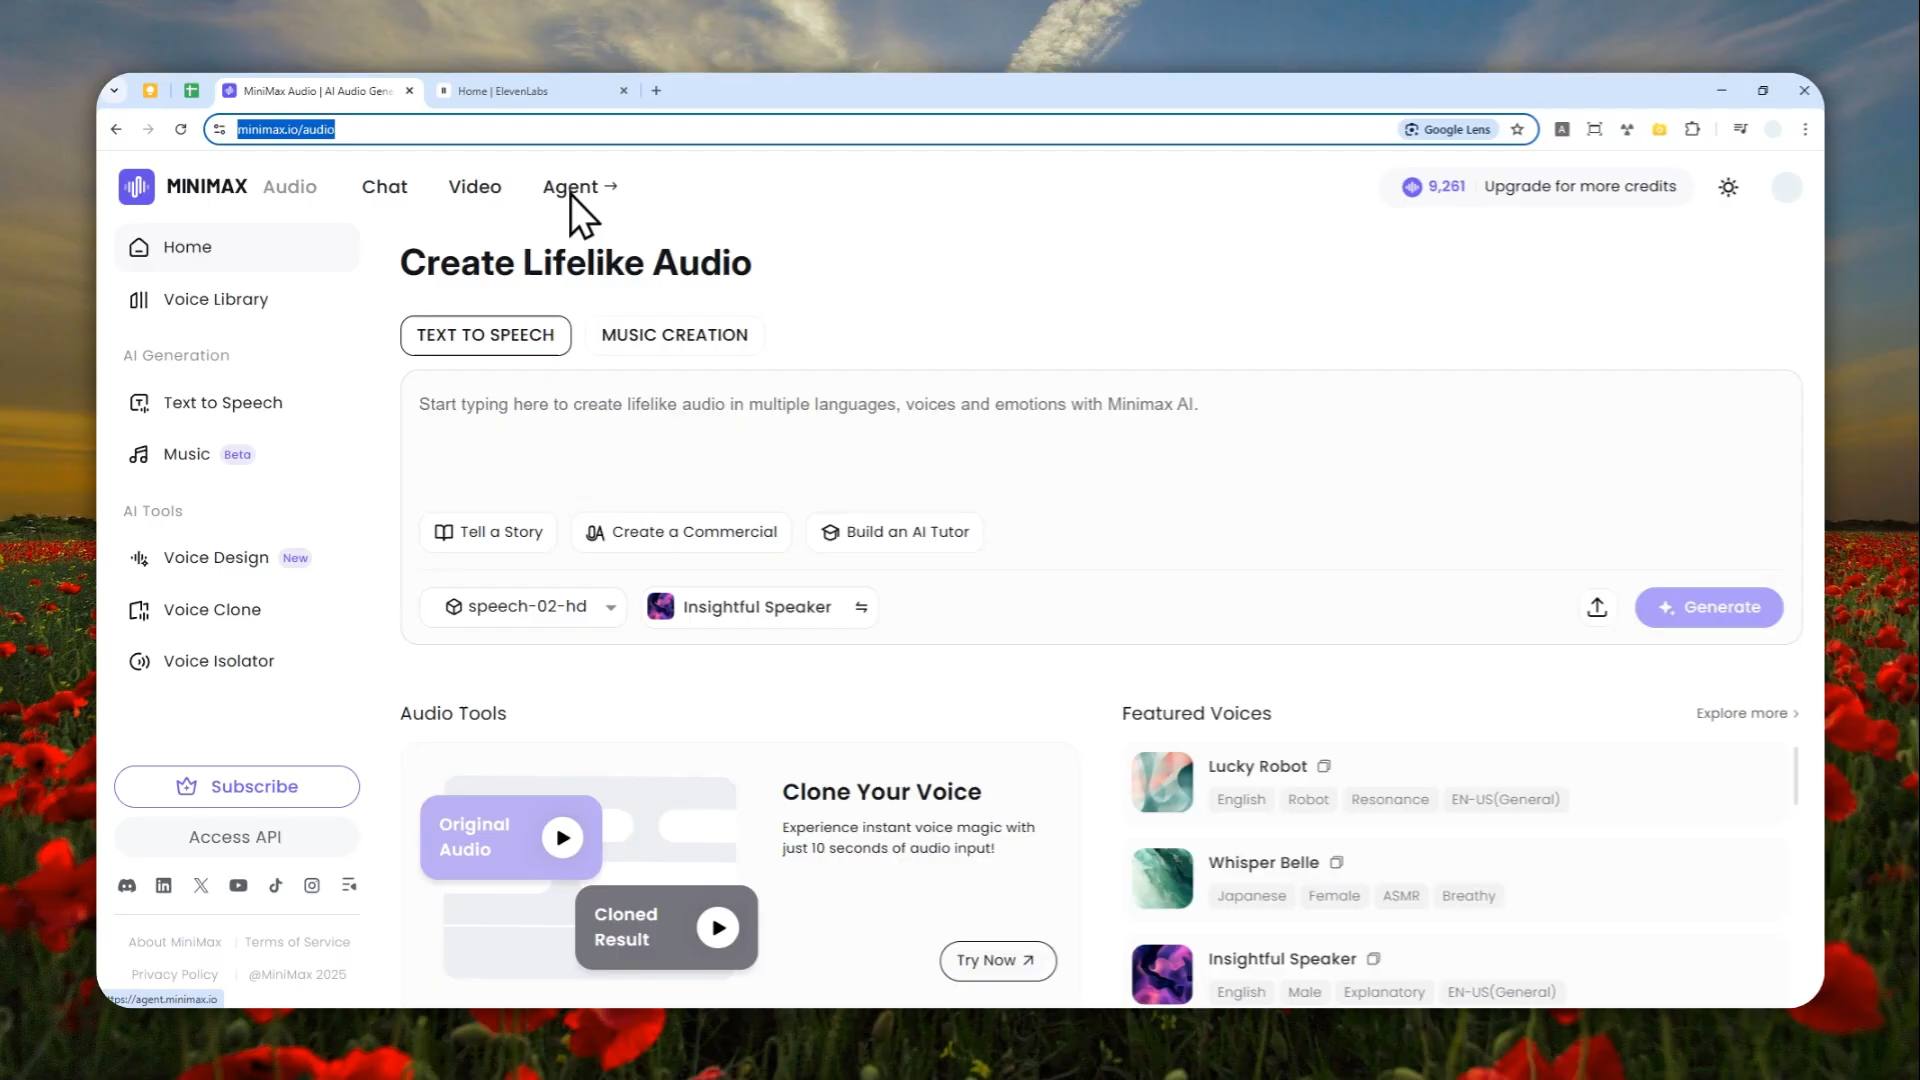 MiniMax Audio | AI Audio Gene
Home | ElevenLabs
minimax.io/audio
Google Lens
MINIMAX Audio Chat Video Agent →
9,261 Upgrade for more credits
Home
Voice Library
AI Generation
Text to Speech
Music Beta
AI Tools
Voice Design New
Voice Clone
Voice Isolator
Subscribe
Access API
About MiniMax | Terms of Service
Privacy Policy | @MiniMax 2025
ttps://agent.minimax.io
Create Lifelike Audio
TEXT TO SPEECH MUSIC CREATION
Start typing here to create lifelike audio in multiple languages, voices and emotions with Minimax AI.
Tell a Story Create a Commercial Build an AI Tutor
speech-02-hd Insightful Speaker Generate
Audio Tools
Original
Audio
Cloned
Result
Clone Your Voice
Experience instant voice magic with
just 10 seconds of audio input!
Try Now
Featured Voices Explore more
Lucky Robot
English Robot Resonance EN-US(General)
Whisper Belle
Japanese Female ASMR Breathy
Insightful Speaker
English Male Explanatory EN-US(General)